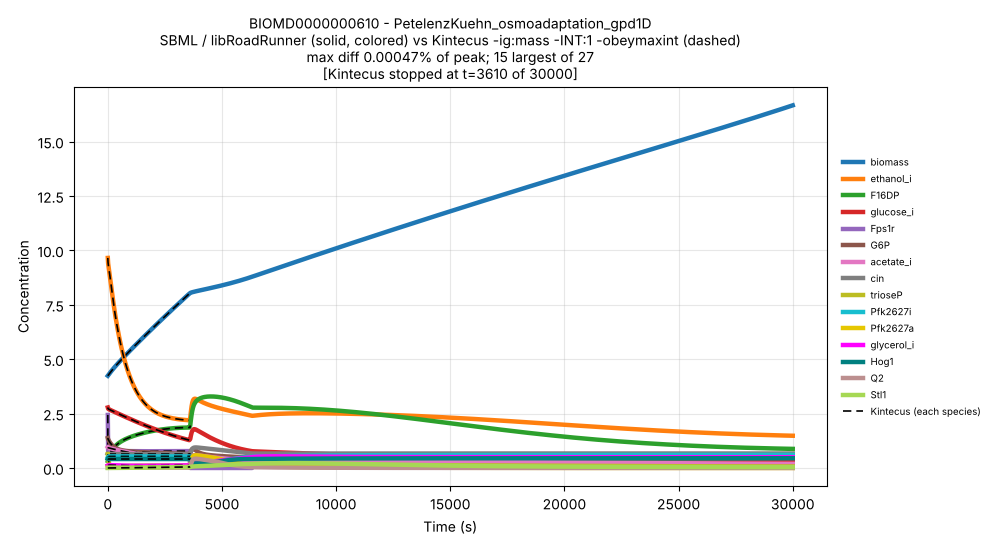 BIOMD0000000610 - PetelenzKuehn_osmoadaptation_gpd1D
SBML / libRoadRunner (solid, colored) vs Kintecus -ig:mass -INT:1 -obeymaxint (dashed)
max diff 0.00047% of peak; 15 largest of 27
[Kintecus stopped at t=3610 of 30000]
Concentration
15.0
12.5
10.0
7.5
5.0
2.5
0.0
0
5000
10000
15000
20000
25000
30000
Time (s)
biomass
ethanol_i
F16DP
glucose_i
Fps1r
G6P
acetate_i
cin
trioseP
Pfk2627i
Pfk2627a
glycerol_i
Hog1
Q2
Stl1
Kintecus (each species)